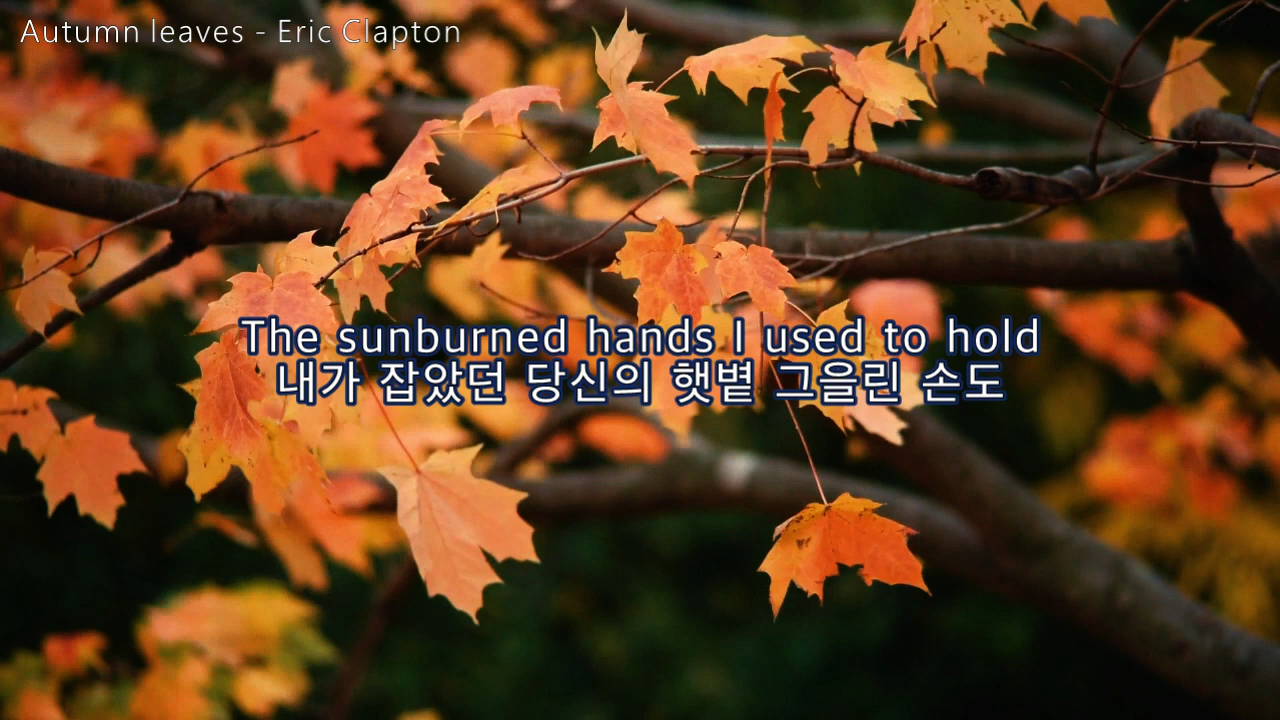 Autumn leaves - Eric Clapton
The sunburned hands I used to hold
내가 잡았던 당신의 햇볕 그을린 손도